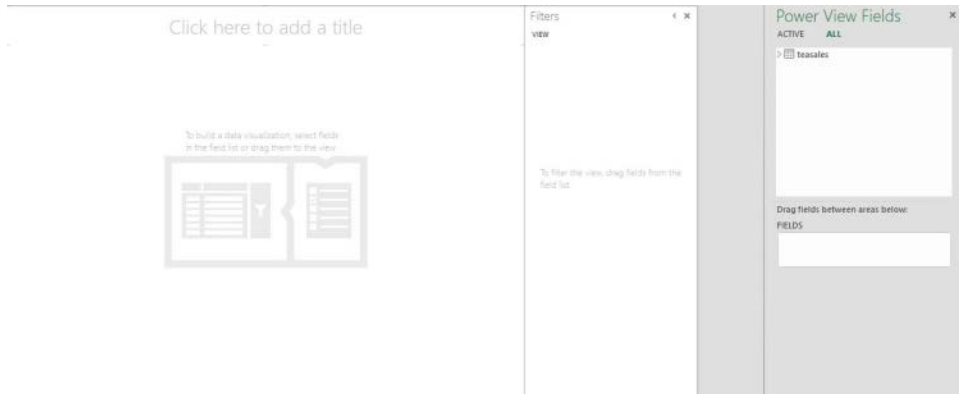 Click here to add a title
To build a data visualization, select fields
in the field list or drag them to the view
Filters
VIEW
To filter the view, drag fields from the
field list.
Power View Fields
ACTIVE ALL
teasales
Drag fields between areas below:
FIELDS